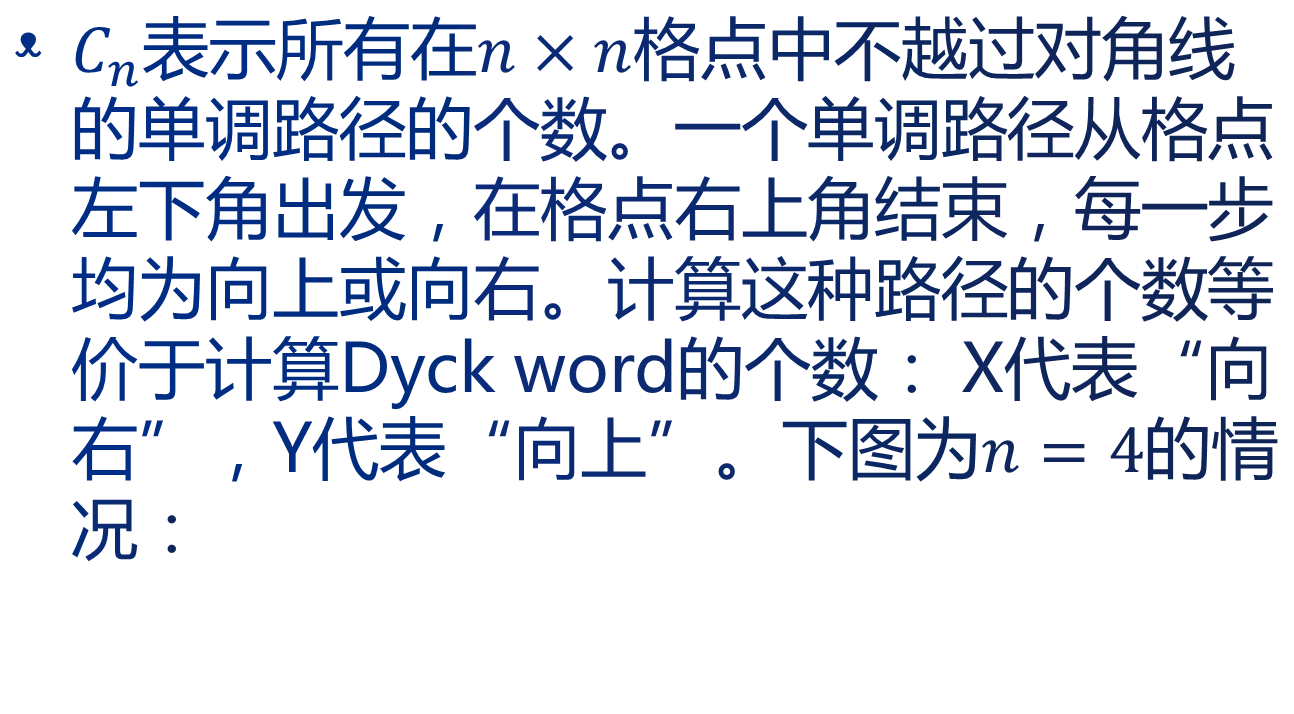 C_n表示所有在n × n格点中不越过对角线
的单调路径的个数。一个单调路径从格点
左下角出发，在格点右上角结束，每一步
均为向上或向右。计算这种路径的个数等
价于计算Dyck word的个数： X代表“向
右”，Y代表“向上”。下图为n = 4的情
况：